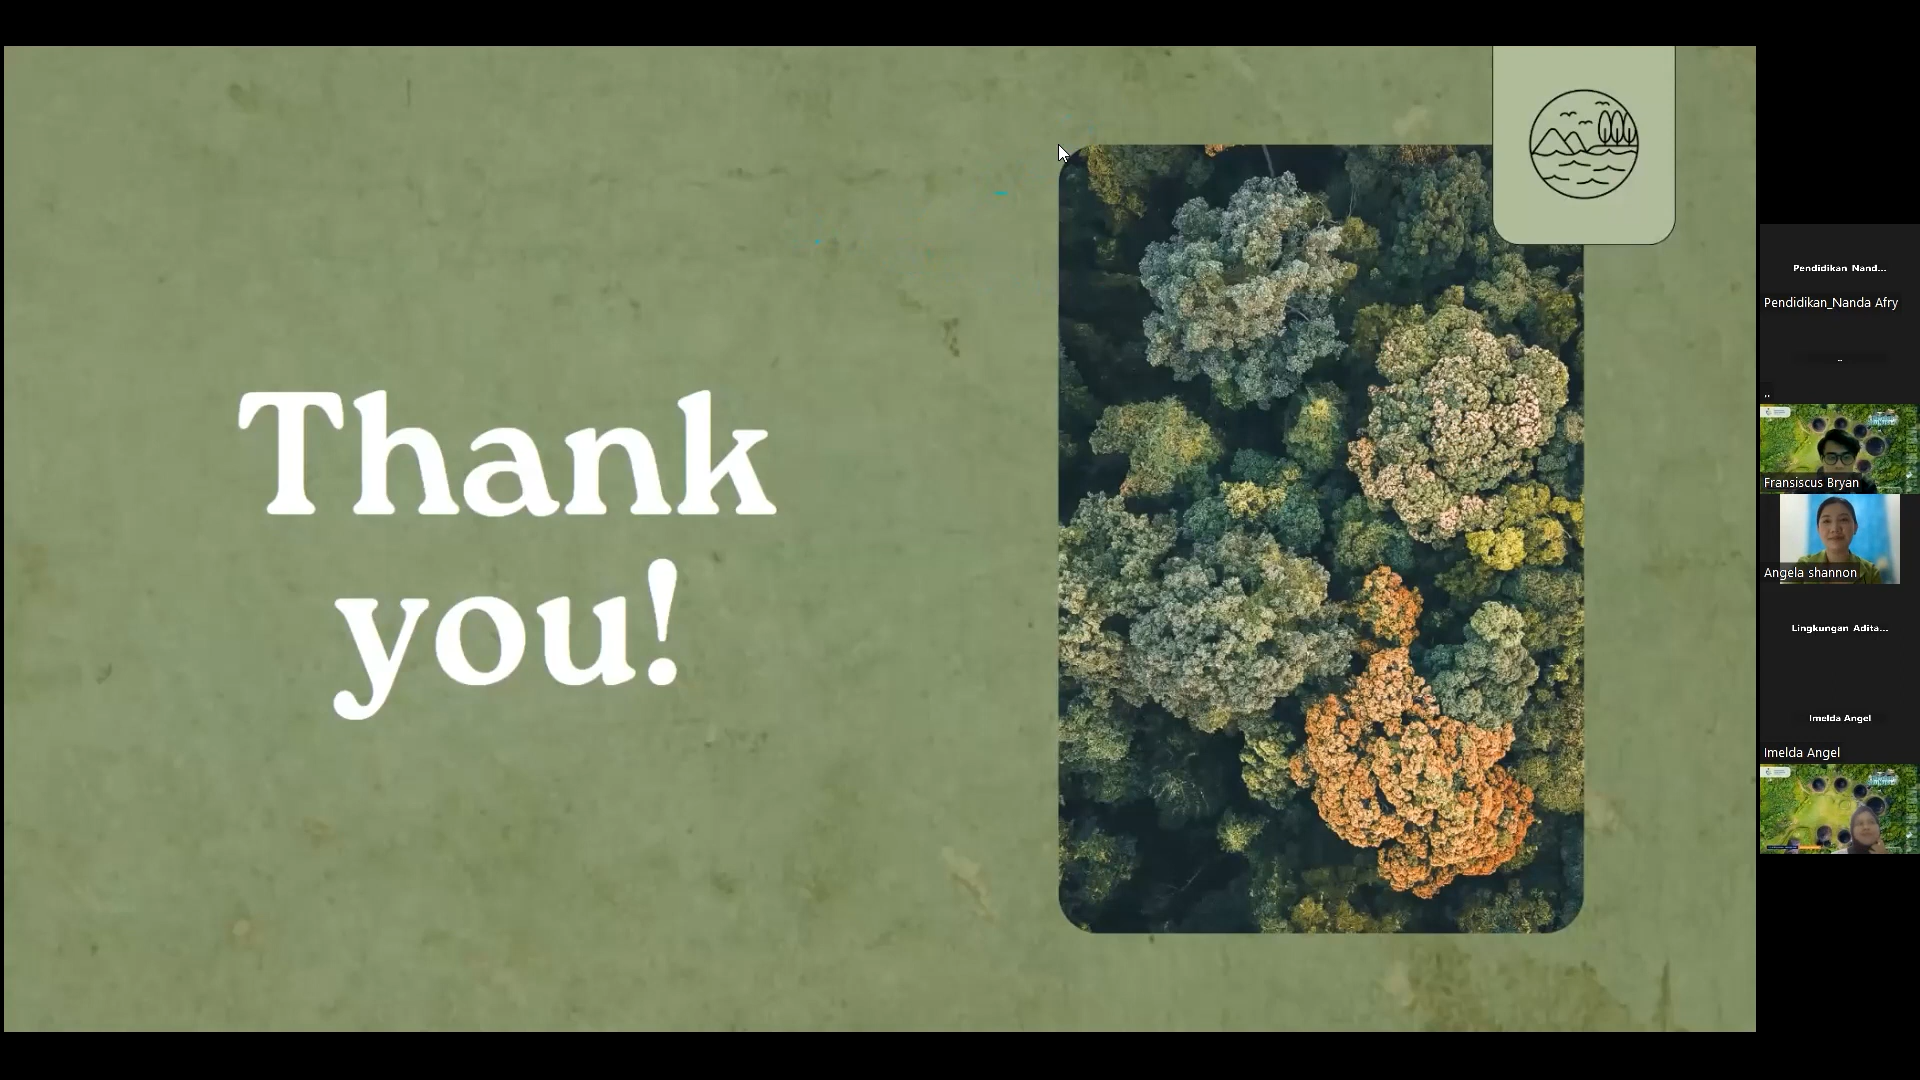 Thank
you!
Pendidikan Nand...
Pendidikan_Nanda Afry
..
..
Fransiscus Bryan
Angela shannon
Lingkungan Adita...
Imelda Angel
Imelda Angel